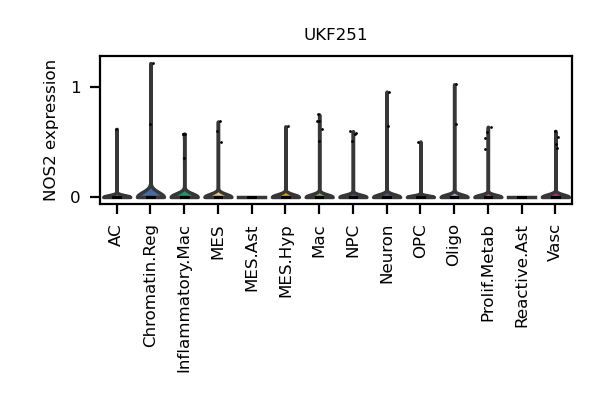 UKF251
NOS2 expression
1
0
AC
Chromatin.Reg
Inflammatory.Mac
MES
MES.Ast
MES.Hyp
Mac
NPC
Neuron
OPC
Oligo
Prolif.Metab
Reactive.Ast
Vasc